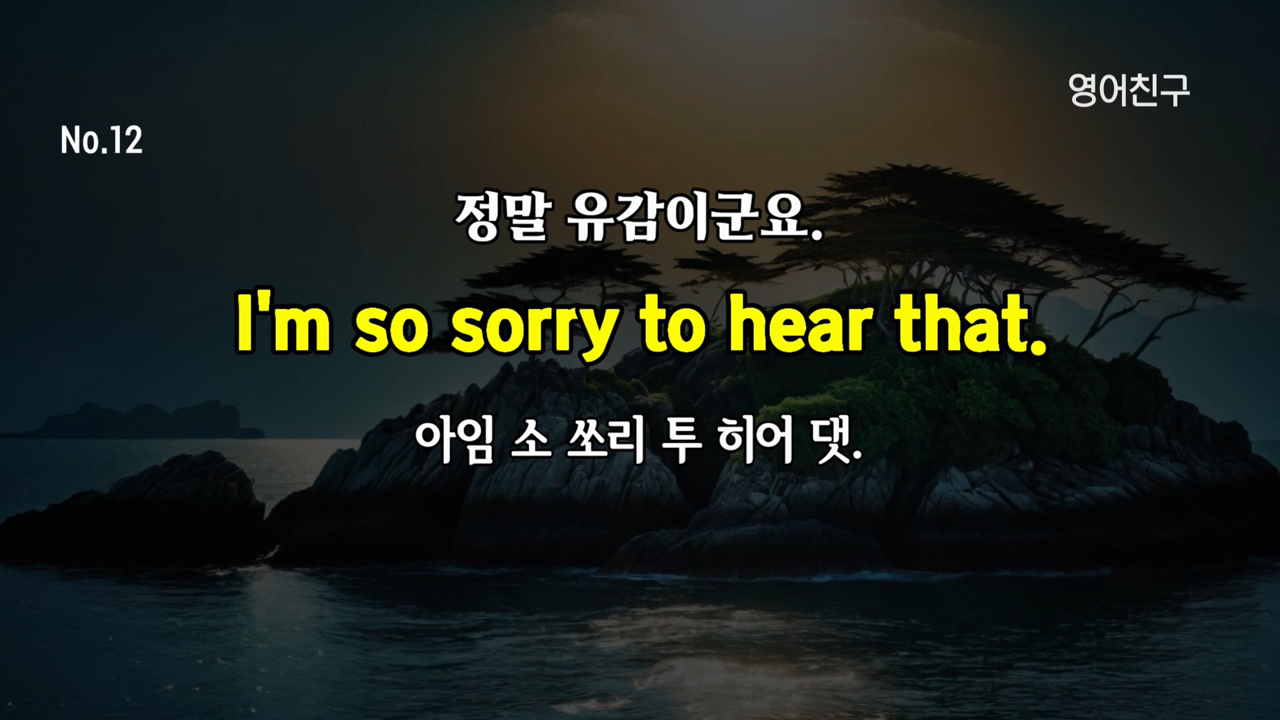 영어친구
No.12
정말 유감이군요.
I'm so sorry to hear that.
아임 소 쏘리 투 히어 댓.